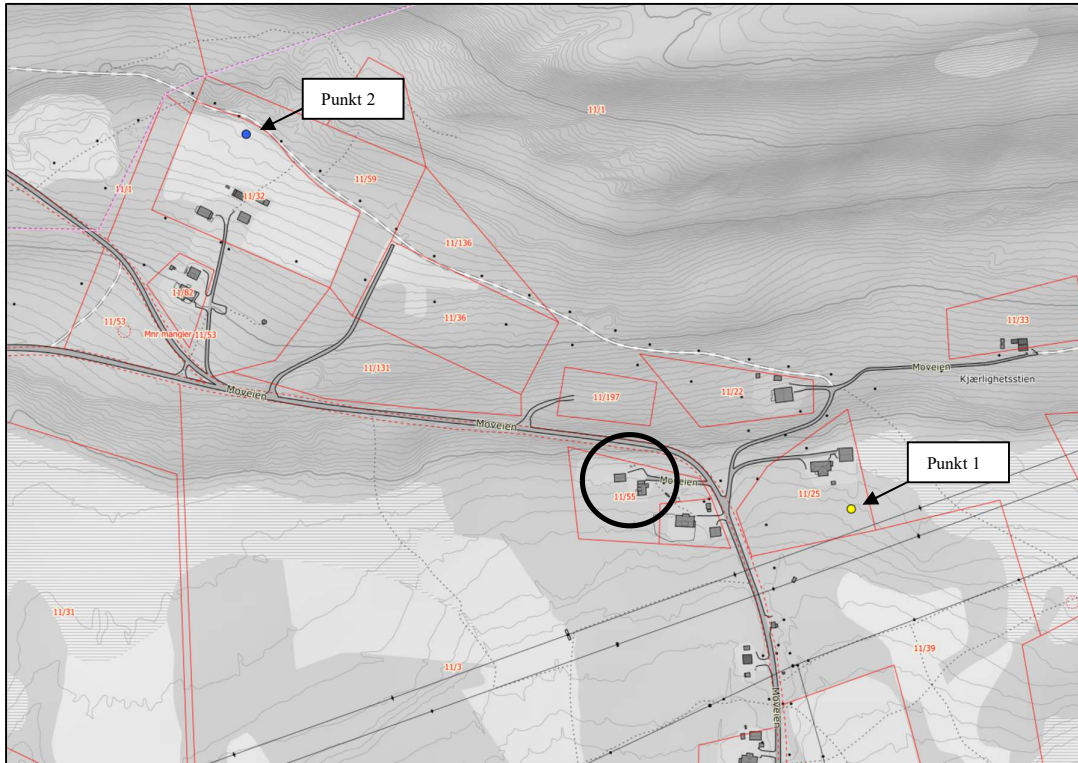 Punkt 2
11/1
11/59
11/1
11/32
11/136
11/82
11/36
11/33
11/53
Mnr mangler
11/53
11/131
Moveien
Kjærlighetsstien
Moveien
11/22
11/197
Moveien
Punkt 1
Moveien
11/55
11/25
11/31
11/3
11/39
Moveien